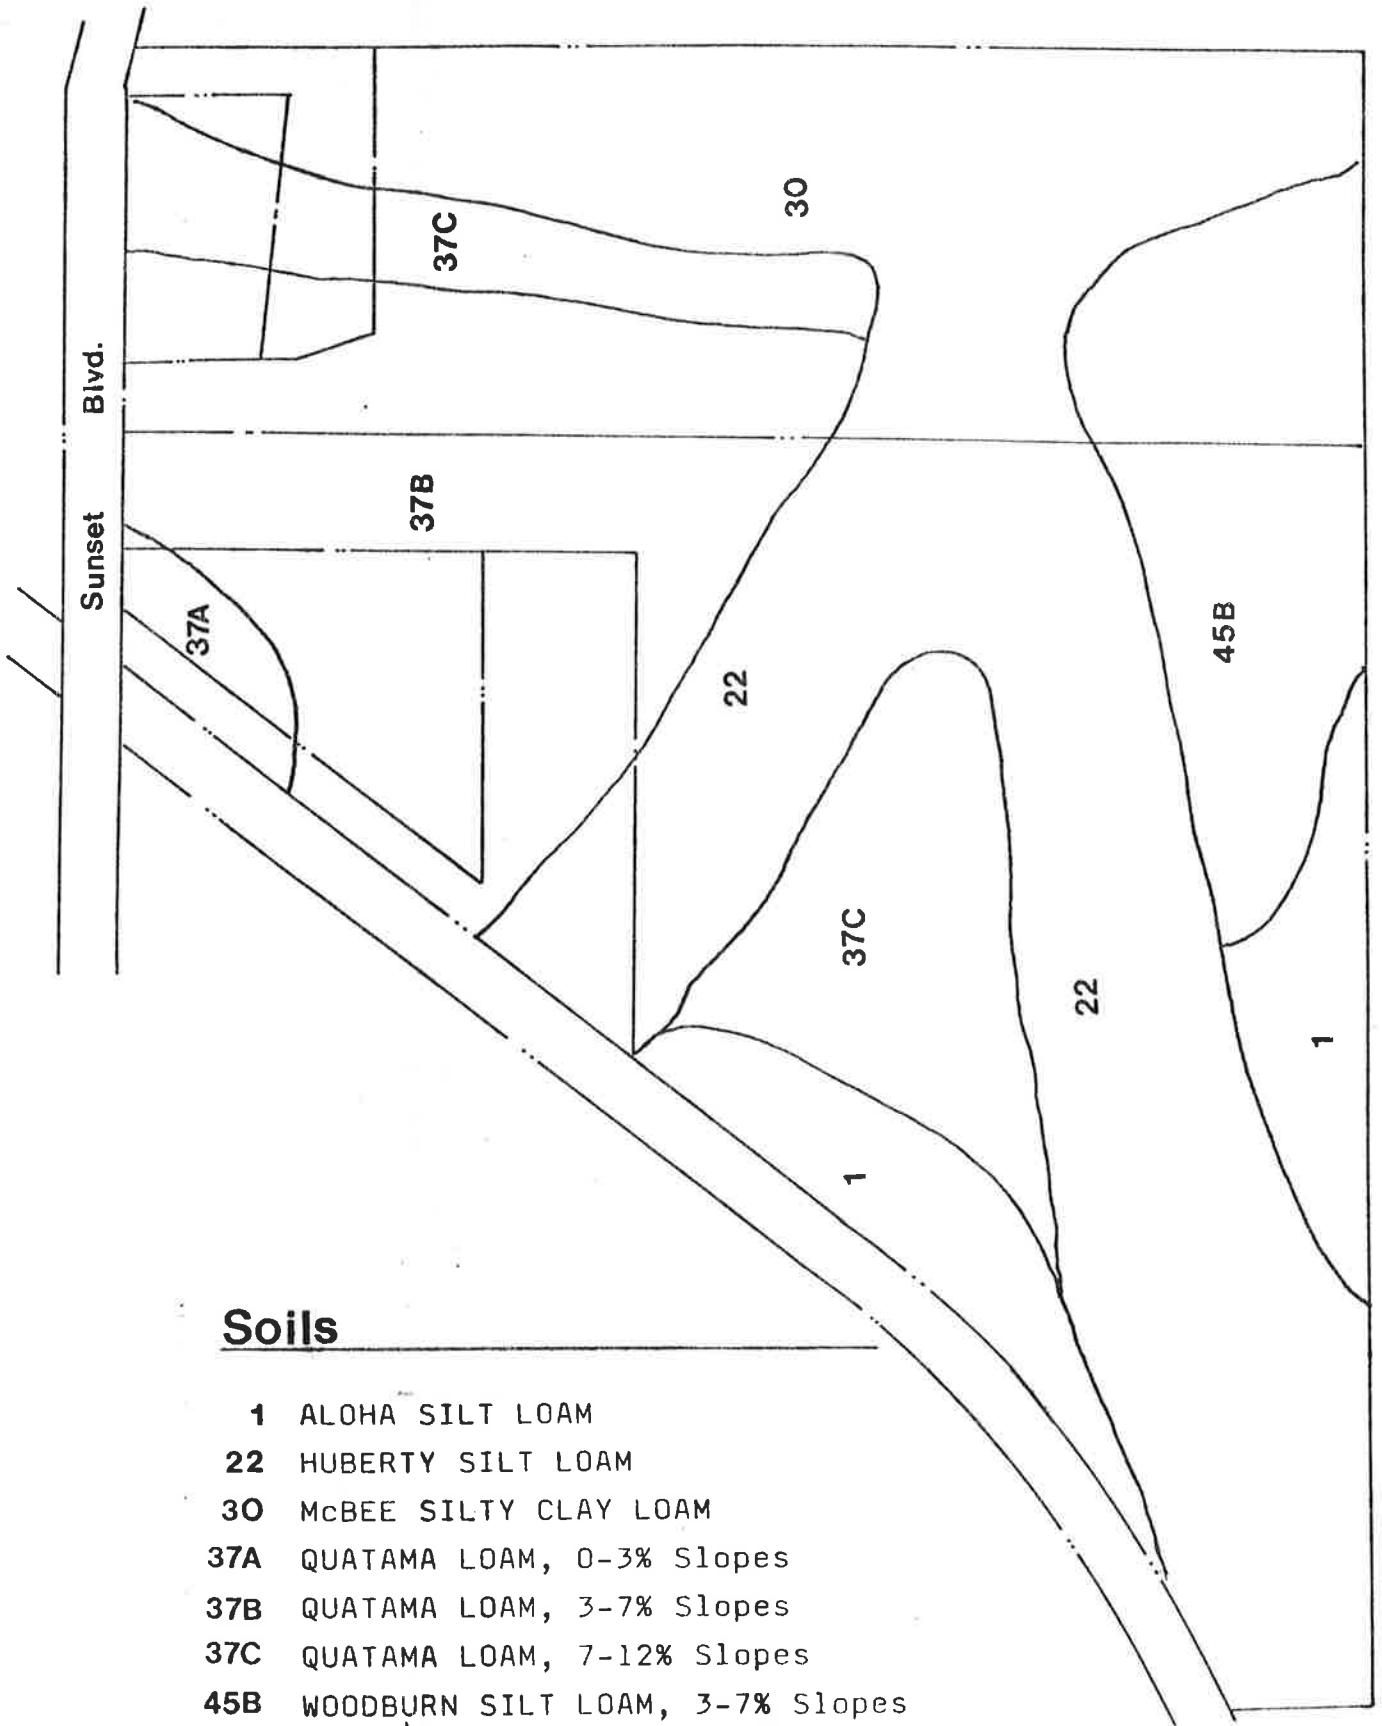 30
37C
Sunset Blvd.
37B
37A
45B
22
37C
22
1
1
Soils
1 ALOHA SILT LOAM
22 HUBERTY SILT LOAM
30 McBEE SILTY CLAY LOAM
37A QUATAMA LOAM, 0-3% Slopes
37B QUATAMA LOAM, 3-7% Slopes
37C QUATAMA LOAM, 7-12% Slopes
45B WOODBURN SILT LOAM, 3-7% Slopes